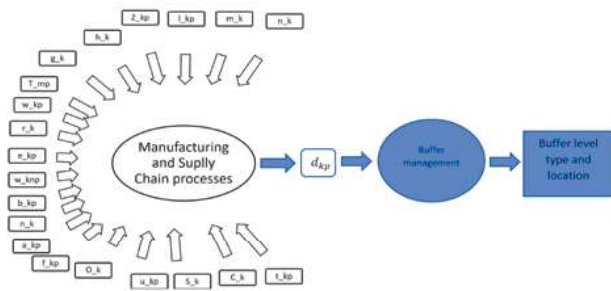 Z_kp
l_kp
m_k
n_k
h_k
g_k
T_mp
w_kp
r_k
e_kp
w_knp
b_kp
n_k
a_kp
f_kp
O_k
u_kp
S_k
C_k
t_kp
Manufacturing
and Suplly
Chain processes
d_kp
Buffer
management
Buffer level
type and
location